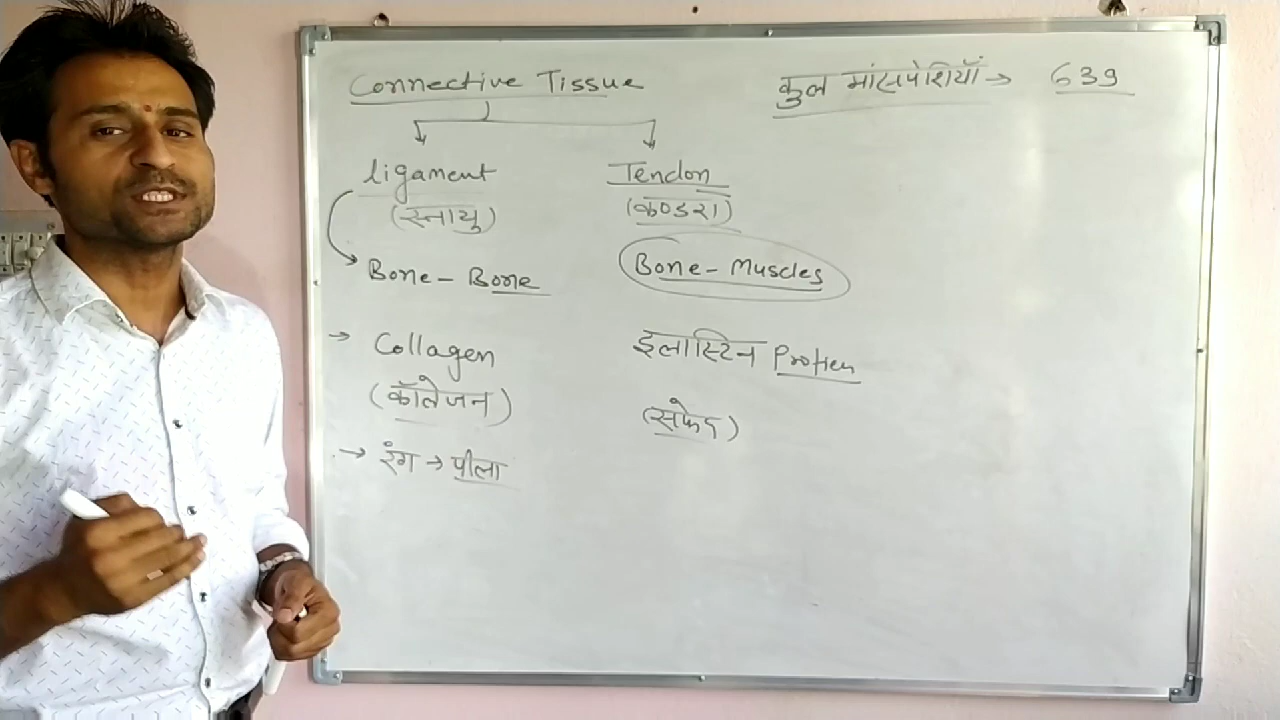 Connective Tissue
कुल मांसपेशियाँ → 639
ligament
(स्नायु)
Bone - Bone
→ Collagen
(कॉलेजन)
→ रंग → पीला
Tendon
(कण्डरा)
Bone - Muscles
इलास्टिन Protien
(सफेद)